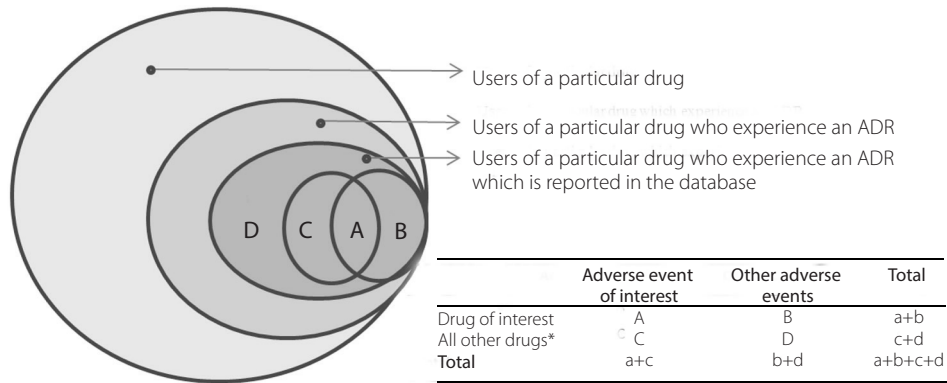 Users of a particular drug
Users of a particular drug who experience an ADR
Users of a particular drug who experience an ADR
which is reported in the database
D C A B
Adverse event of interest Other adverse events Total
Drug of interest A B a+b
All other drugs* C D c+d
Total a+c b+d a+b+c+d